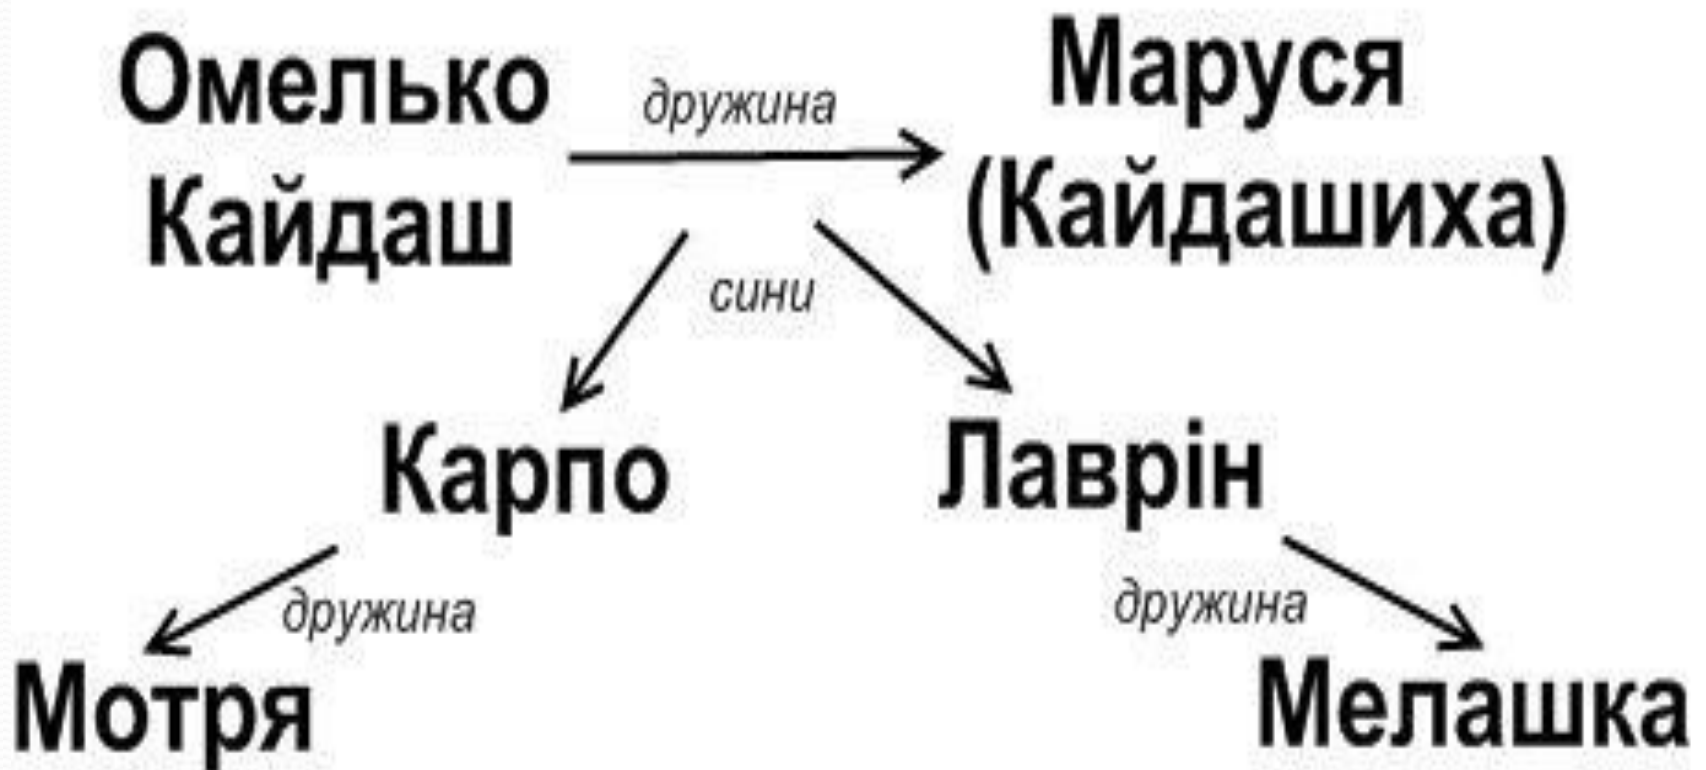 Омелько
Кайдаш
дружина
Маруся
(Кайдашиха)
сини
Карпо
Лаврін
дружина
дружина
Мотря
Мелашка